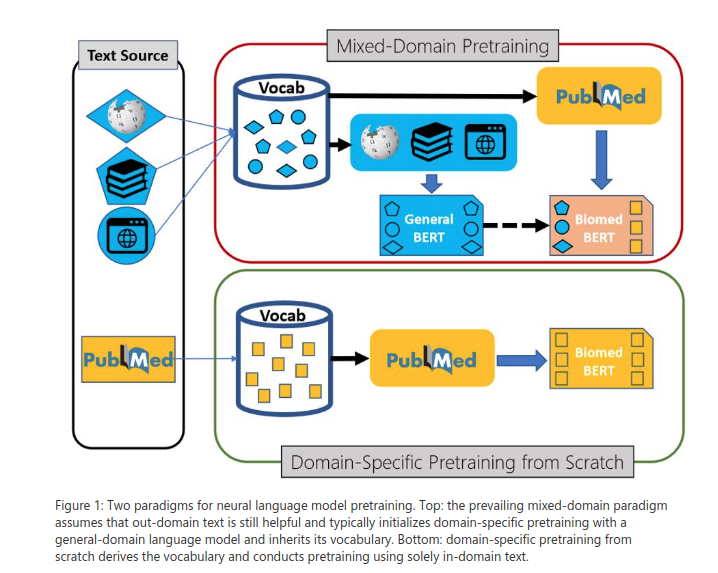 Text Source
Mixed-Domain Pretraining
Vocab
PubMed
General
BERT
Biomed
BERT
Vocab
PubMed
PubMed
Biomed
BERT
Domain-Specific Pretraining from Scratch
Figure 1: Two paradigms for neural language model pretraining. Top: the prevailing mixed-domain paradigm
assumes that out-domain text is still helpful and typically initializes domain-specific pretraining with a
general-domain language model and inherits its vocabulary. Bottom: domain-specific pretraining from
scratch derives the vocabulary and conducts pretraining using solely in-domain text.